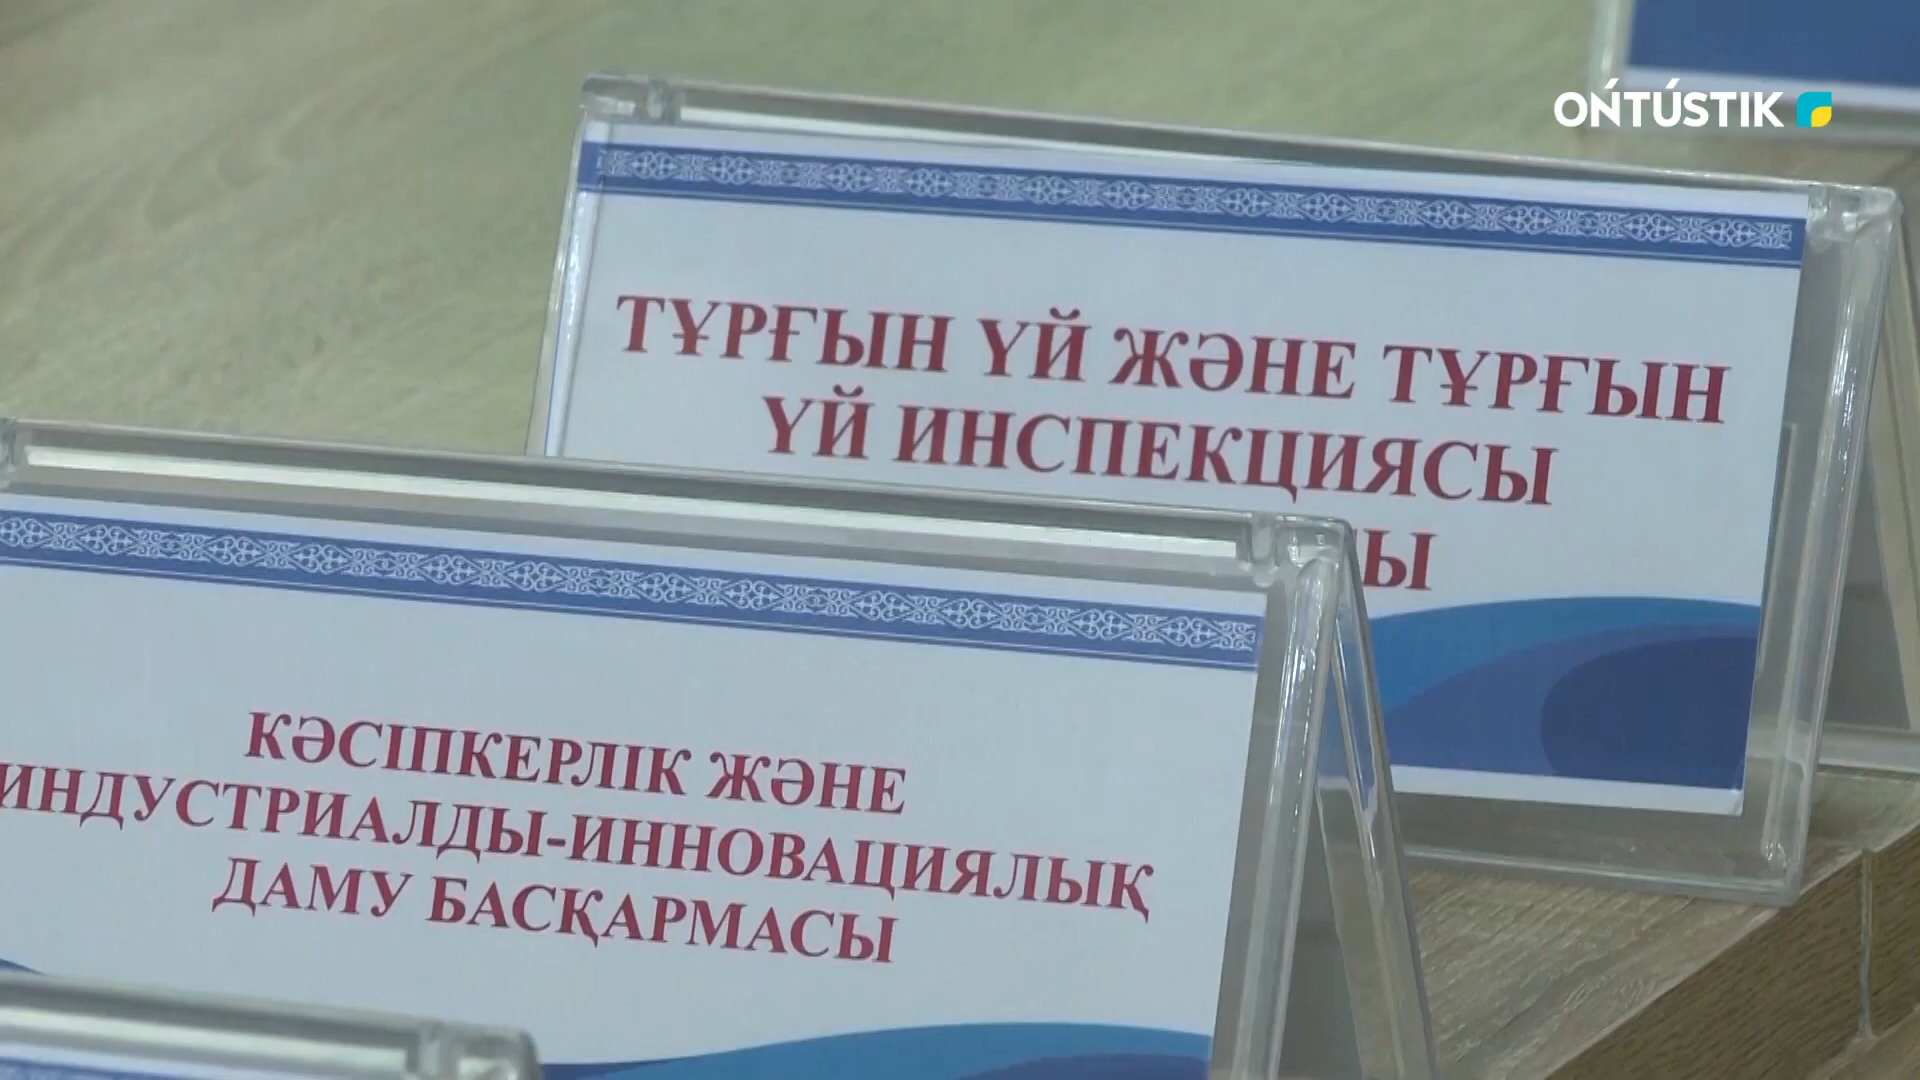 OŃTÚSTIK
ТҰРҒЫН ҮЙ ЖӘНЕ ТҰРҒЫН
ҮЙ ИНСПЕКЦИЯСЫ
КӘСІПКЕРЛІК ЖӘНЕ
ИНДУСТРИАЛДЫ-ИННОВАЦИЯЛЫҚ
ДАМУ БАСҚАРМАСЫ